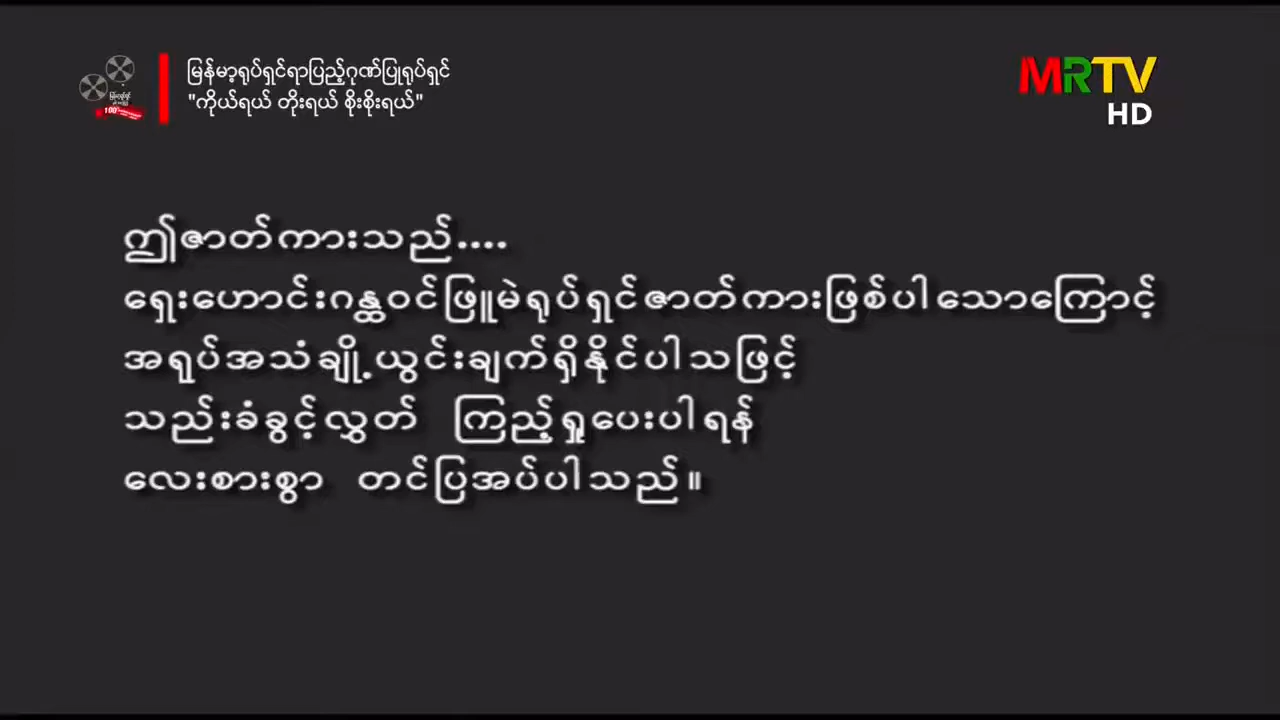 မြန်မာ့ရုပ်ရှင်ရာပြည့်ဂုဏ်ပြုရုပ်ရှင်
"ကိုယ်ရယ် တိုးရယ် စိုးစိုးရယ်"
MRTV
HD
100
ဤဇာတ်ကားသည်....
ရှေးဟောင်းဂန္ထဝင်ဖြူမဲရုပ်ရှင်ဇာတ်ကားဖြစ်ပါသောကြောင့်
အရုပ်အသံချို့ယွင်းချက်ရှိနိုင်ပါသဖြင့်
သည်းခံခွင့်လွှတ် ကြည့်ရှုပေးပါရန်
လေးစားစွာ တင်ပြအပ်ပါသည်။